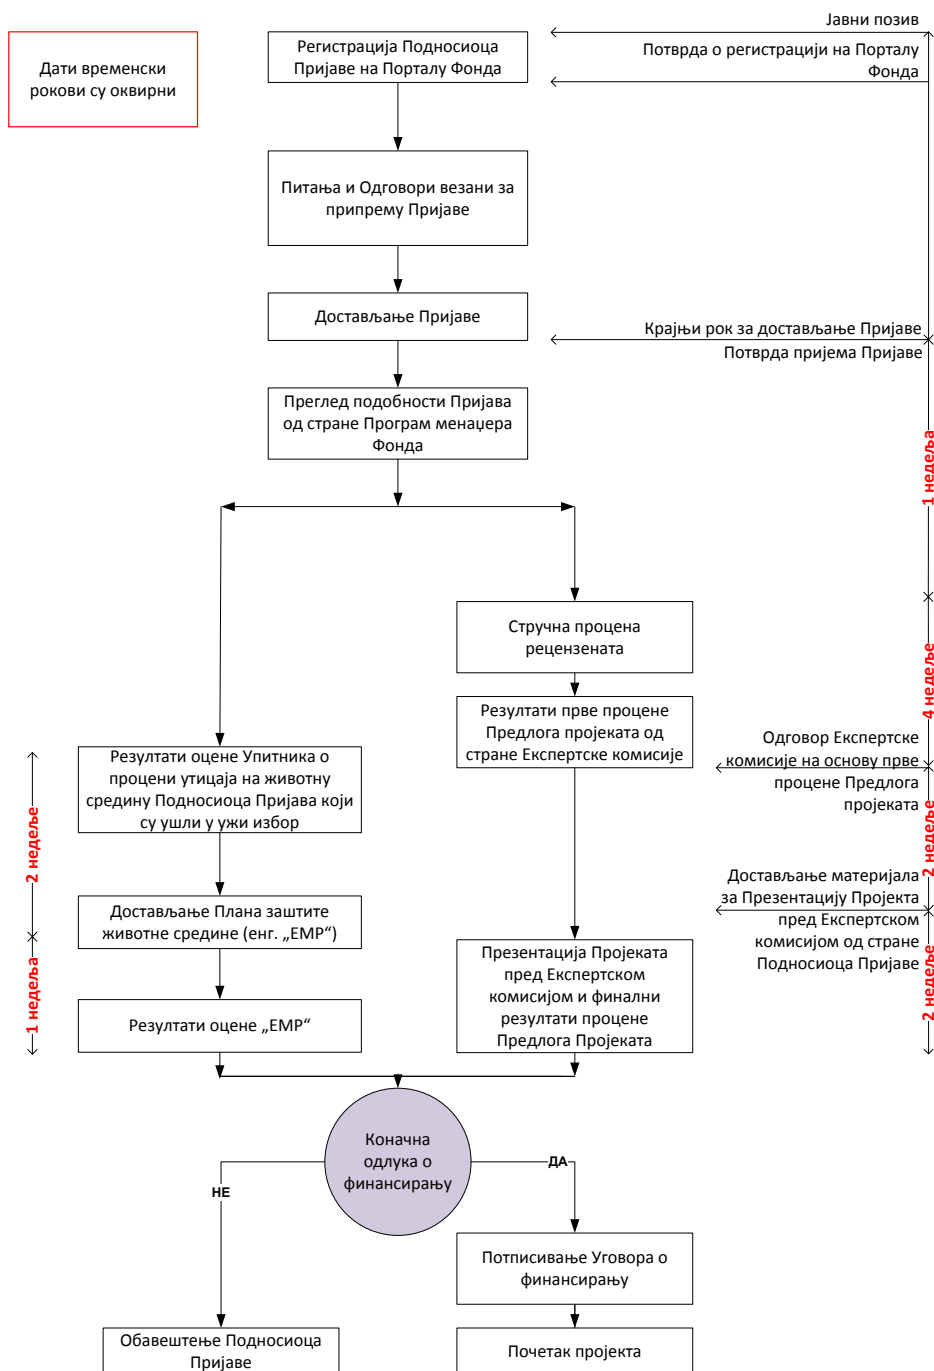 Јавни позив
Регистрација Подносиоца
Пријаве на Порталу Фонда
Потврда о регистрацији на Порталу
Фонда
Дати временски
рокови су оквирни
Питања и Одговори везани за
припрему Пријаве
Достављање Пријаве
Крајњи рок за достављање Пријаве
Потврда пријема Пријаве
Преглед подобности Пријава
од стране Програм менаџера
Фонда
1 недеља
Стручна процена
рецензената
4 недеље
Резултати прве процене
Предлога пројеката од
стране Експертске комисије
Одговор Експертске
комисије на основу прве
процене Предлога
пројеката
Резултати оцене Упитника о
процени утицаја на животну
средину Подносиоца Пријава који
су ушли у ужи избор
2 недеље
2 недеље
Достављање материјала
за Презентацију Пројекта
пред Експертском
комисијом од стране
Подносиоца Пријаве
Достављање Плана заштите
животне средине (енг. „EMP“)
Презентација Пројеката
пред Експертском
комисијом и финални
резултати процене
Предлога Пројеката
2 недеље
1 недеља
Резултати оцене „EMP“
Коначна
одлука о
финансирању
НЕ
ДА
Потписивање Уговора о
финансирању
Обавештење Подносиоца
Пријаве
Почетак пројекта